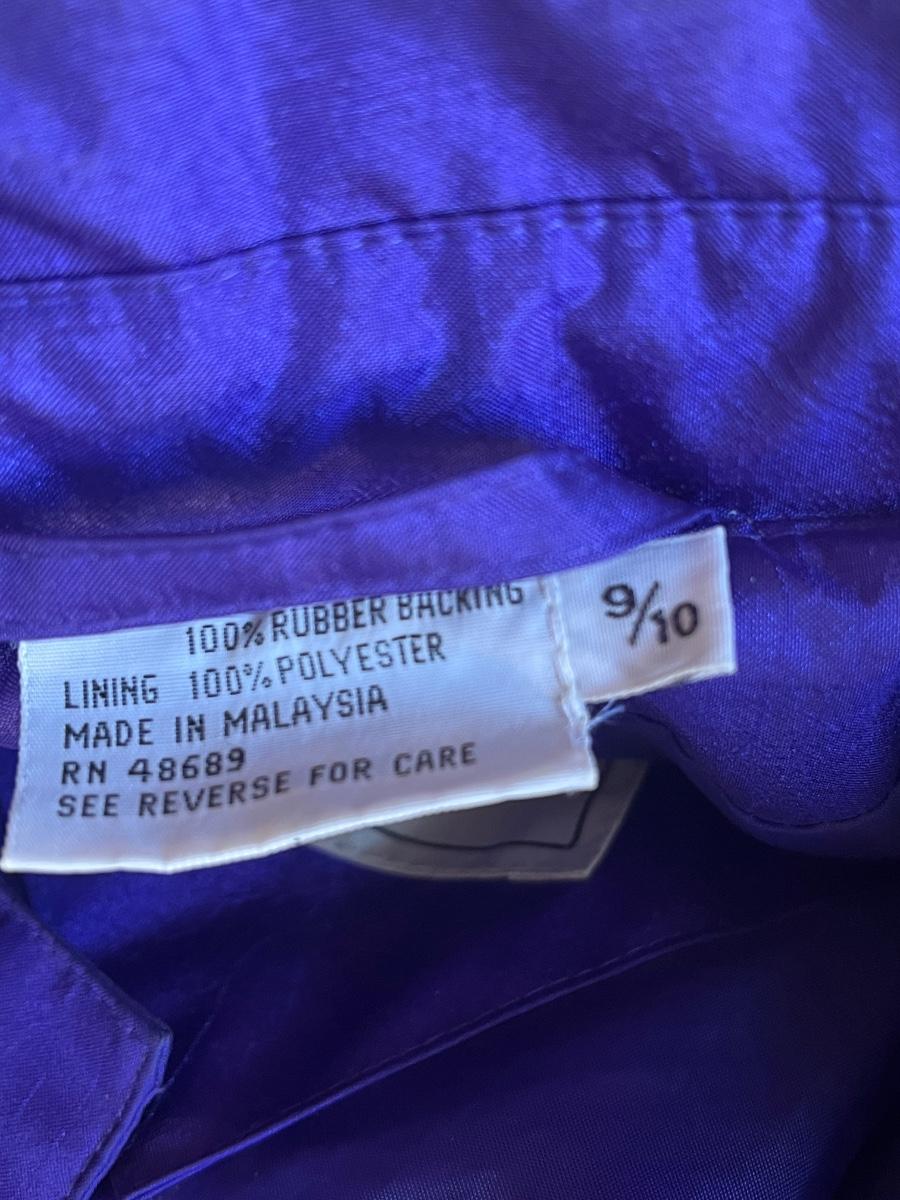 100% RUBBER BACKING
LINING 100% POLYESTER
MADE IN MALAYSIA
RN 48689
SEE REVERSE FOR CARE
9/10